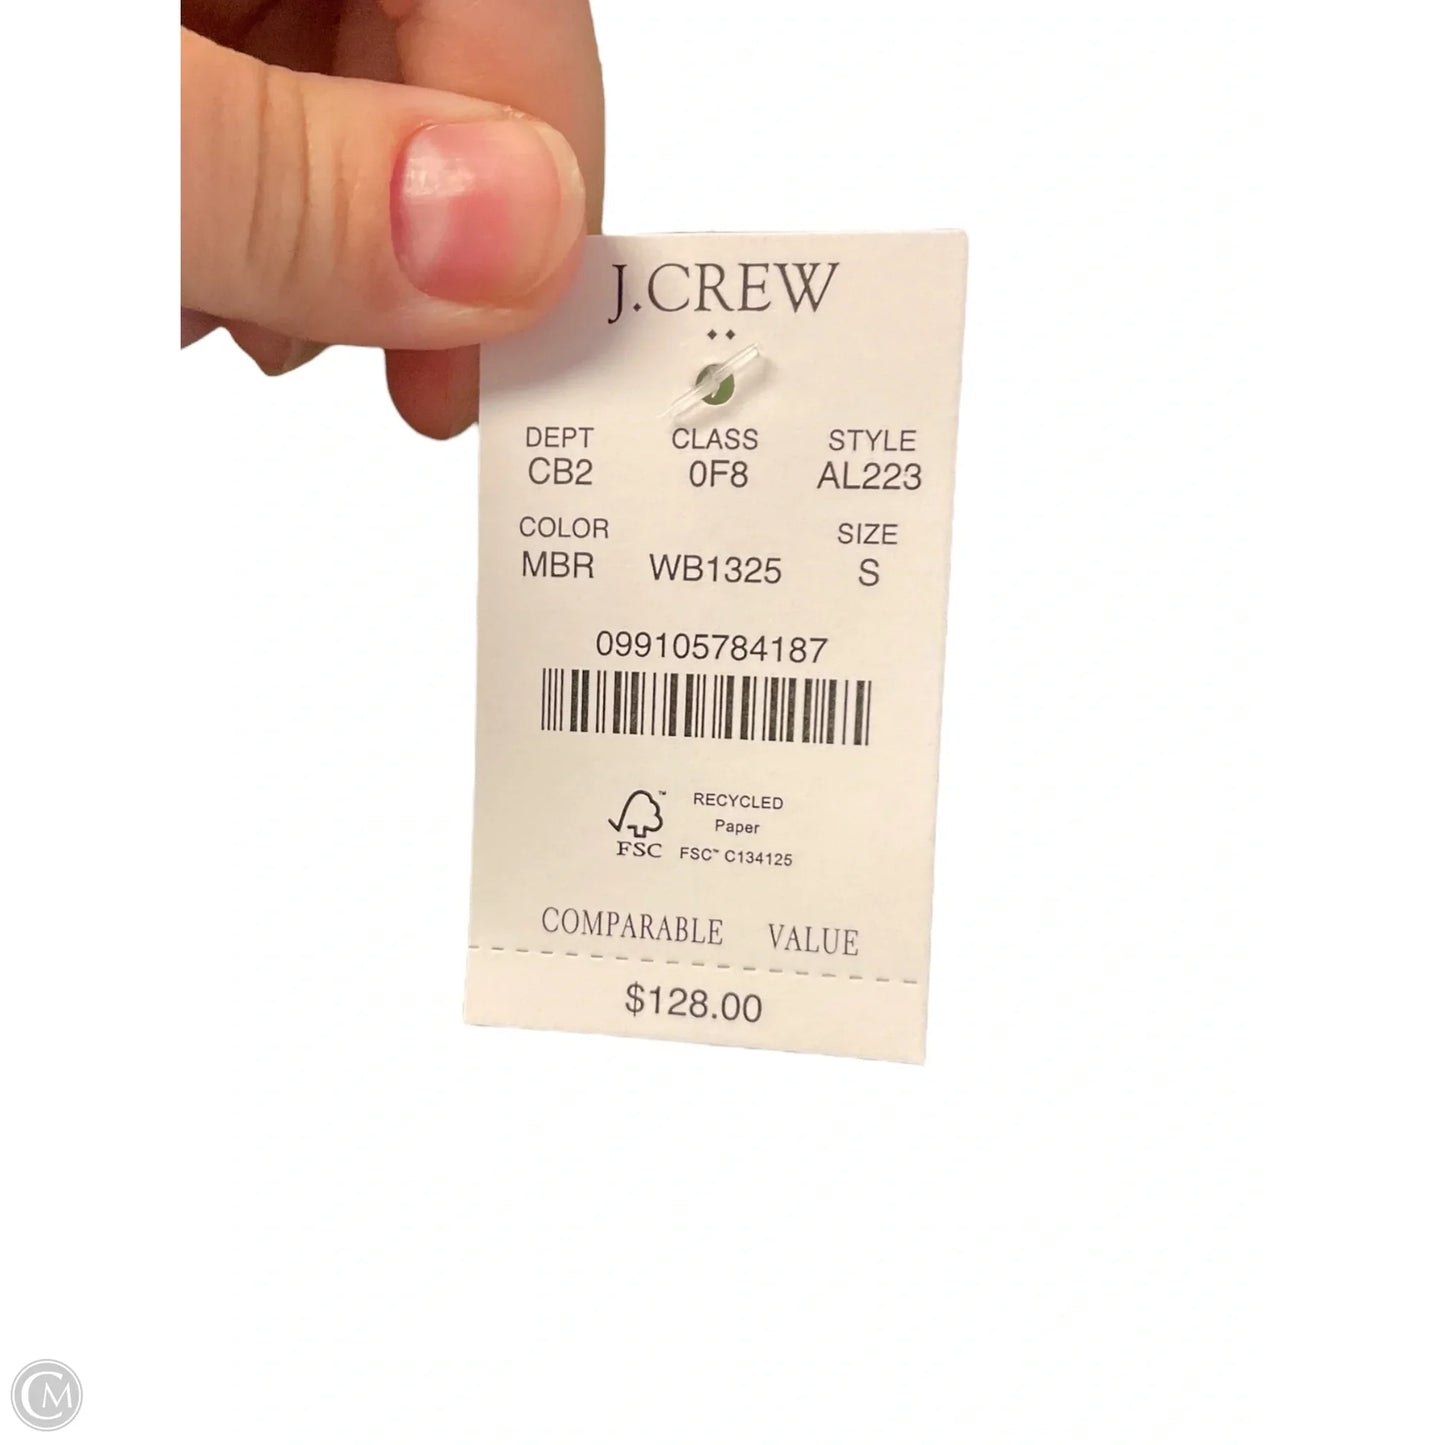 J.CREW
DEPT CLASS STYLE
CB2 0F8 AL223
COLOR SIZE
MBR WB1325 S
099105784187
RECYCLED
Paper
FSC FSC™ C134125
COMPARABLE VALUE
$128.00
CM